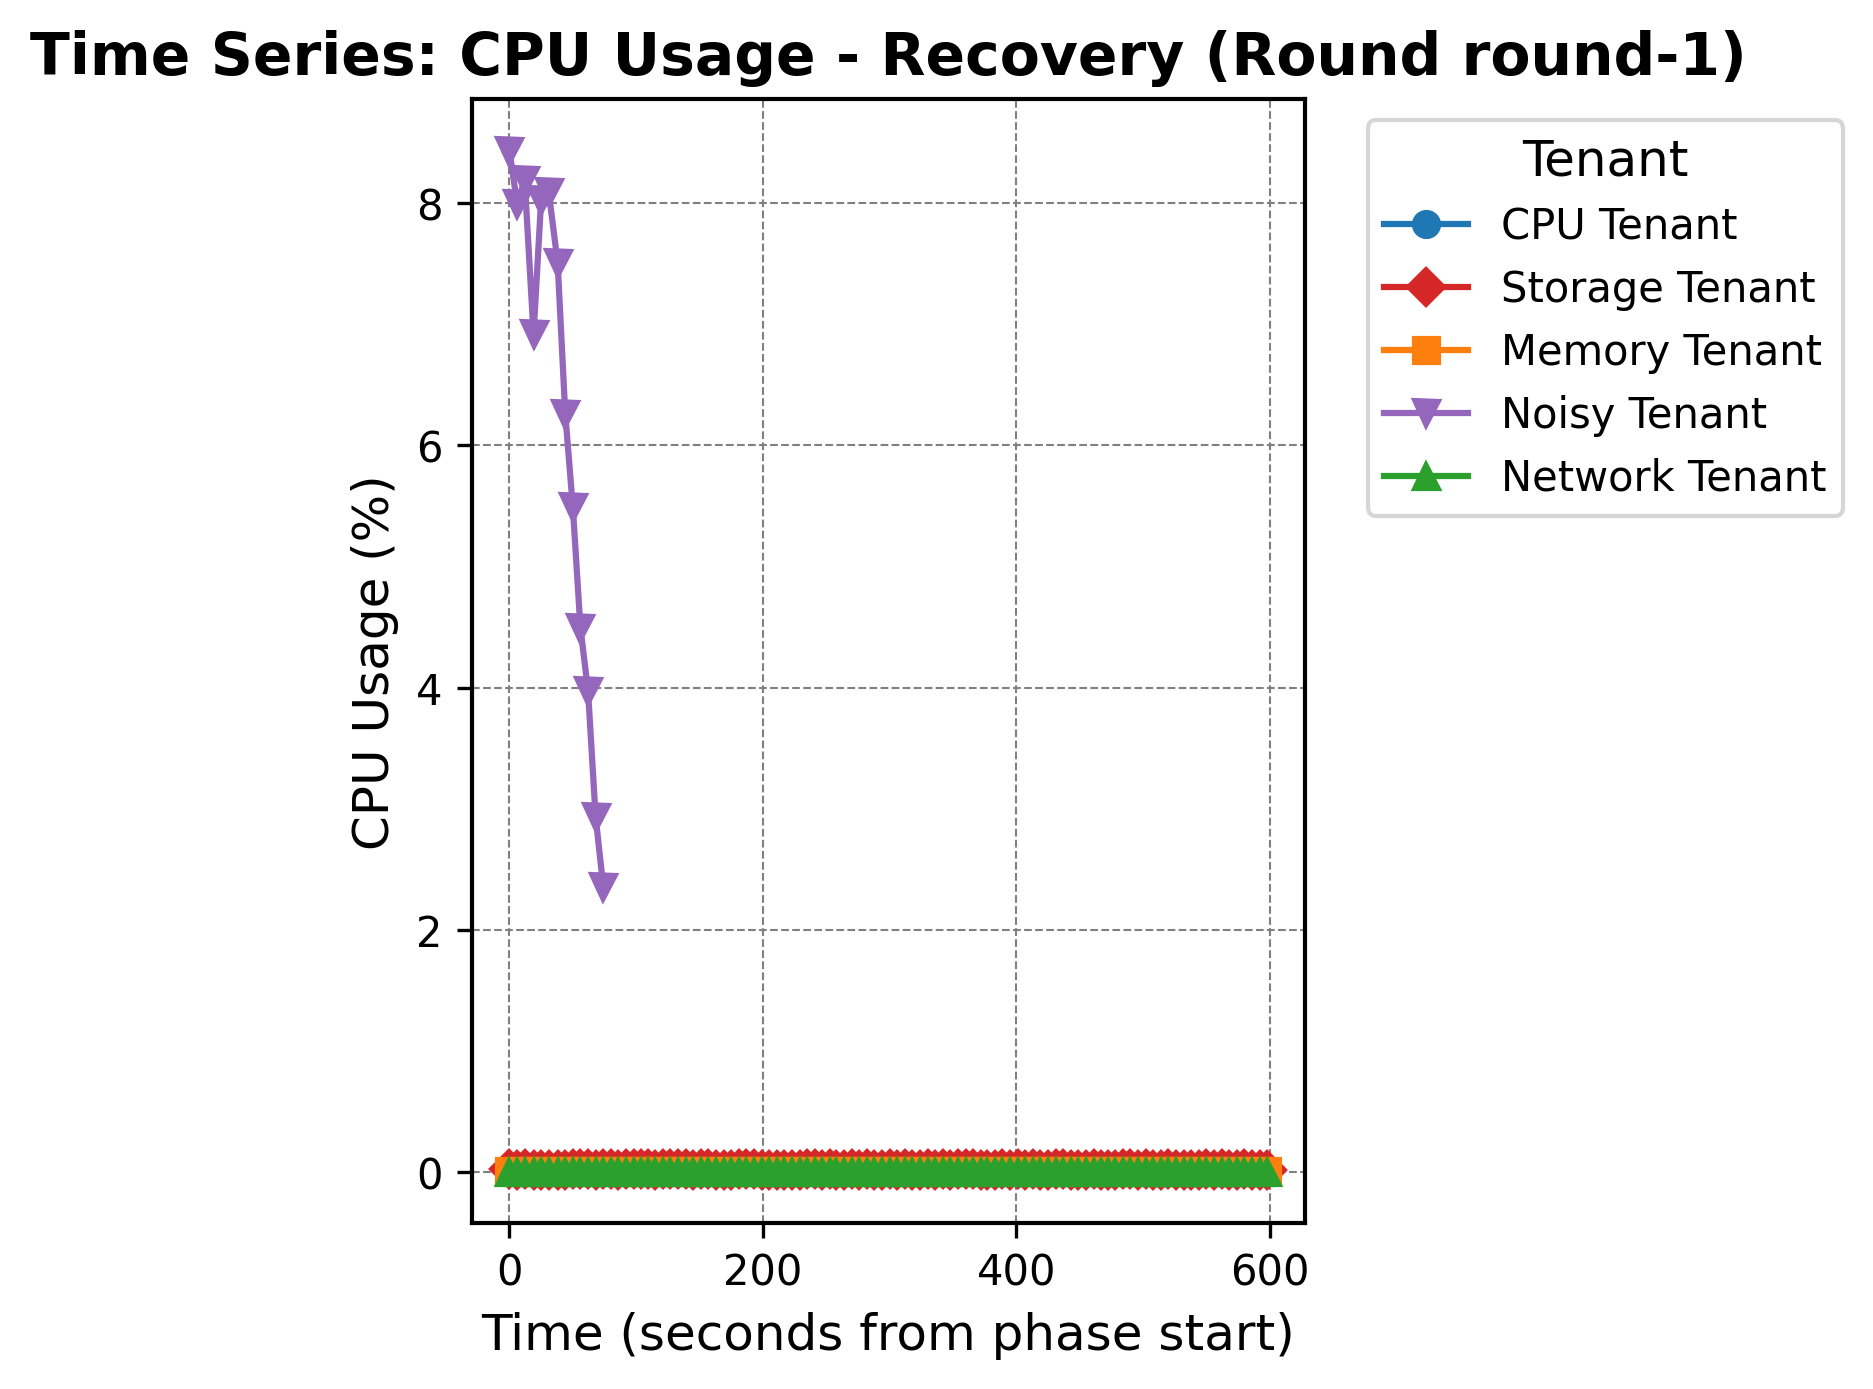 Time Series: CPU Usage - Recovery (Round round-1)
Tenant
CPU Tenant
Storage Tenant
Memory Tenant
Noisy Tenant
Network Tenant
CPU Usage (%)
8
6
4
2
0
0 200 400 600
Time (seconds from phase start)